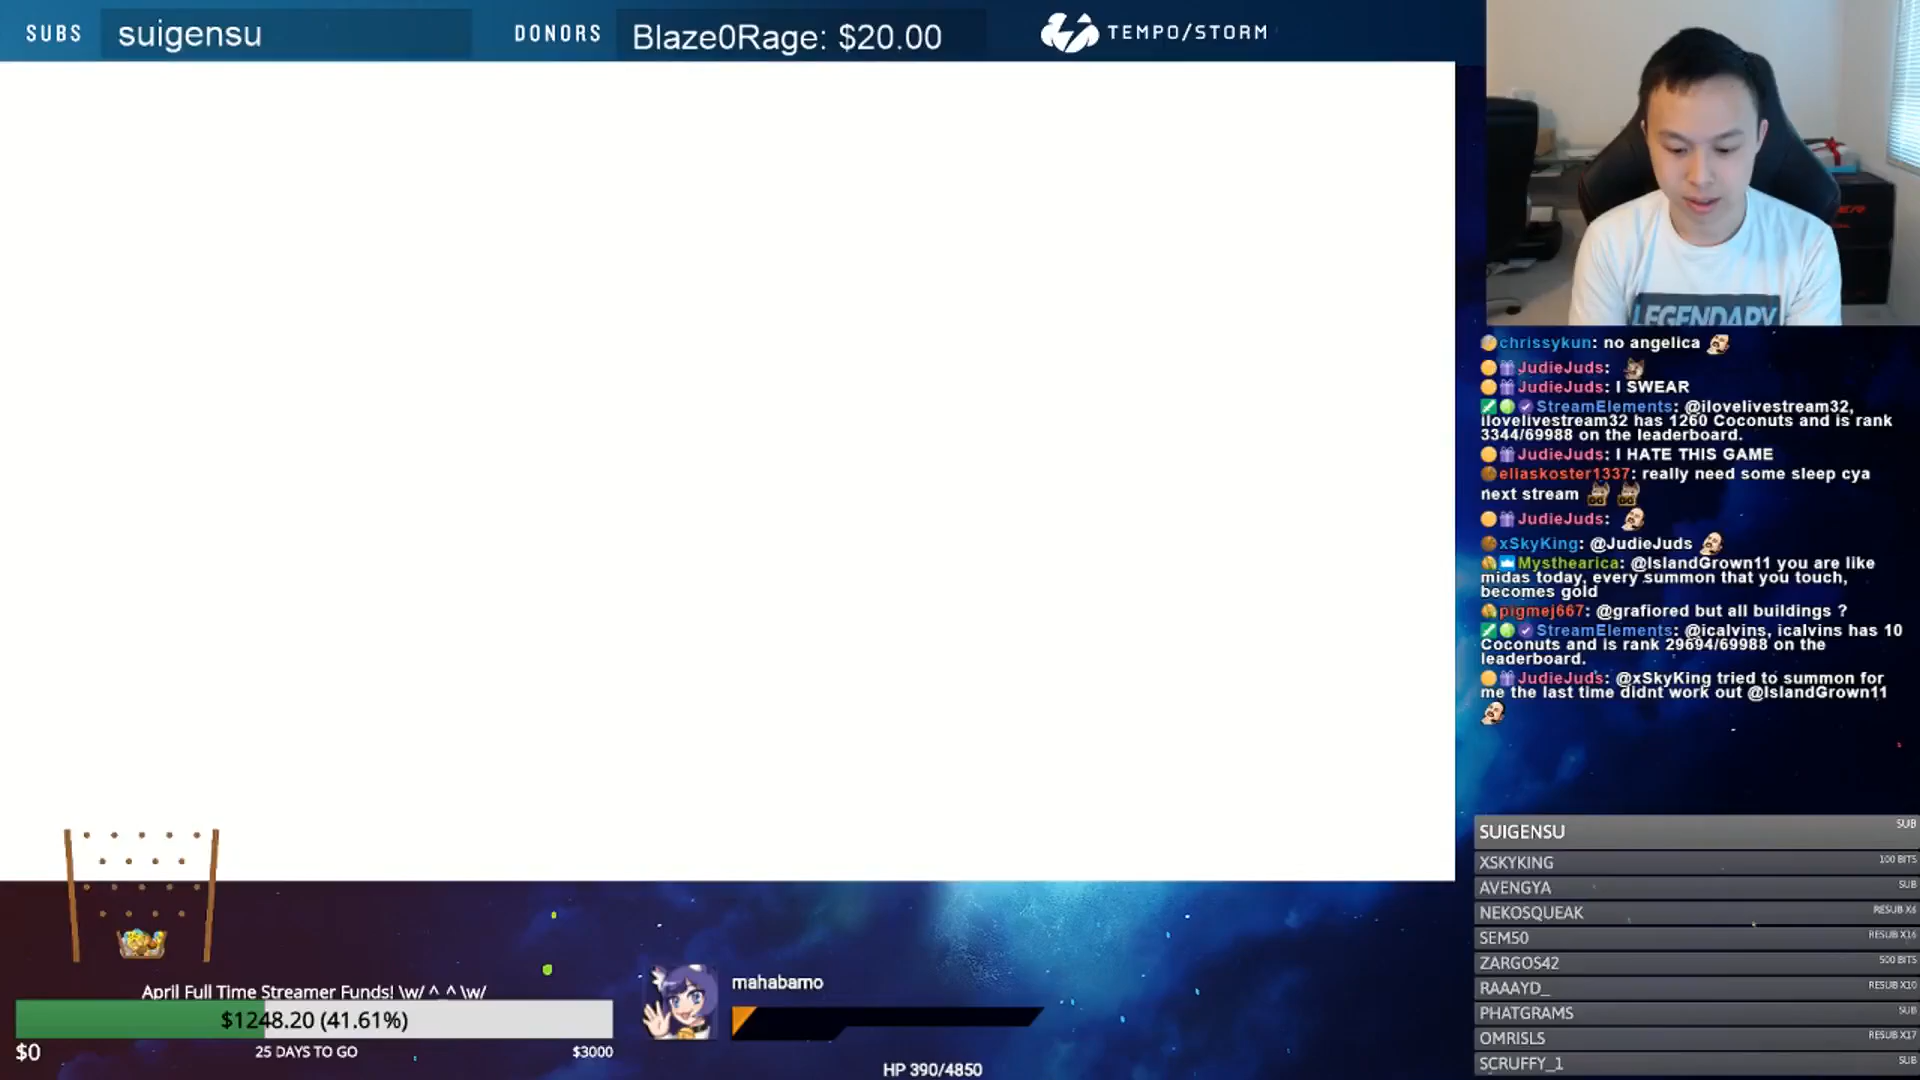 SUBS
suigensu
DONORS
Blaze0Rage: $20.00
TEMPO/STORM
LEGENDARY
chrissykun: no angelica
JudieJuds:
JudieJuds: I SWEAR
StreamElements: @ilovelivestream32,
ilovelivestream32 has 1260 Coconuts and is rank
3344/69988 on the leaderboard.
JudieJuds: I HATE THIS GAME
eliaskoster1337: really need some sleep cya
next stream
JudieJuds:
xSkyKing: @JudieJuds
Mysthearica: @IslandGrown11 you are like
midas today, every summon that you touch,
becomes gold
pigmej667: @grafiored but all buildings ?
StreamElements: @icalvins, icalvins has 10
Coconuts and is rank 29694/69988 on the
leaderboard.
JudieJuds: @xSkyKing tried to summon for
me the last time didnt work out @IslandGrown11
SUIGENSU SUB
XSKYKING 100 BITS
AVENGYA SUB
NEKOSQUEAK RESUB X6
SEM50 RESUB X16
ZARGOS42 500 BITS
RAAAYD_ RESUB X10
PHATGRAMS SUB
OMRISLS RESUB X17
SCRUFFY_1 SUB
April Full Time Streamer Funds! \w/ ^_^ \w/
$1248.20 (41.61%)
$0
25 DAYS TO GO
$3000
mahabamo
HP 390/4850